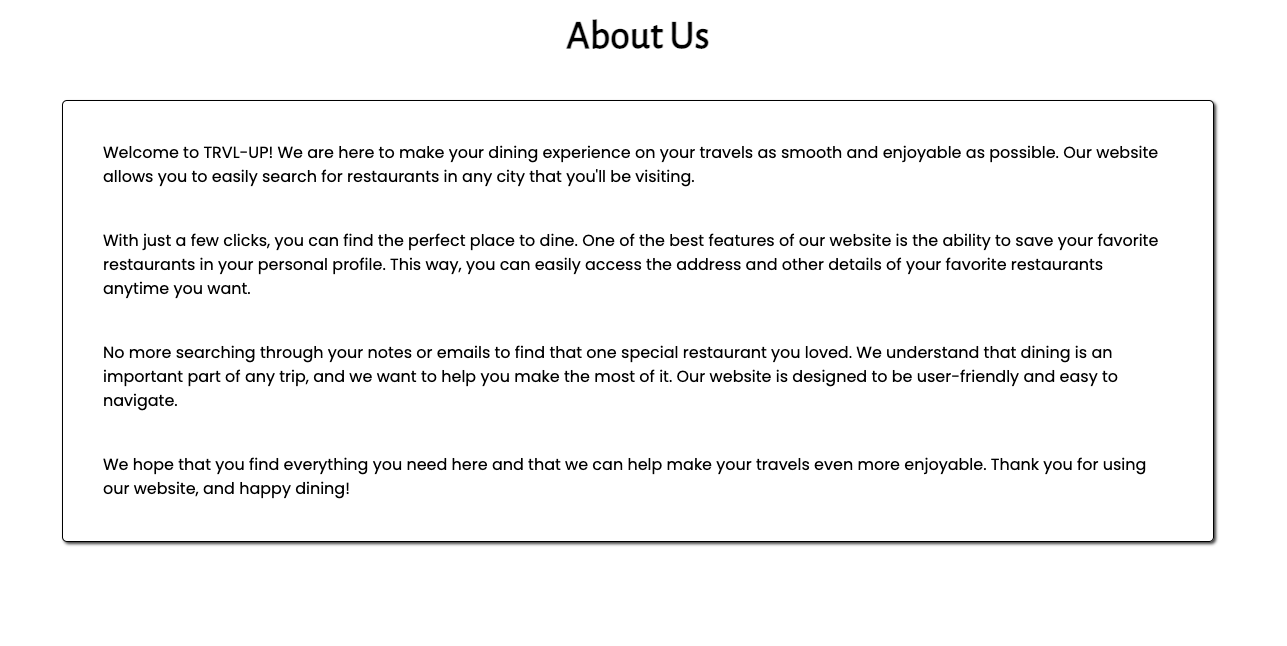 About Us
Welcome to TRVL-UP! We are here to make your dining experience on your travels as smooth and enjoyable as possible. Our website
allows you to easily search for restaurants in any city that you'll be visiting.
With just a few clicks, you can find the perfect place to dine. One of the best features of our website is the ability to save your favorite
restaurants in your personal profile. This way, you can easily access the address and other details of your favorite restaurants
anytime you want.
No more searching through your notes or emails to find that one special restaurant you loved. We understand that dining is an
important part of any trip, and we want to help you make the most of it. Our website is designed to be user-friendly and easy to
navigate.
We hope that you find everything you need here and that we can help make your travels even more enjoyable. Thank you for using
our website, and happy dining!